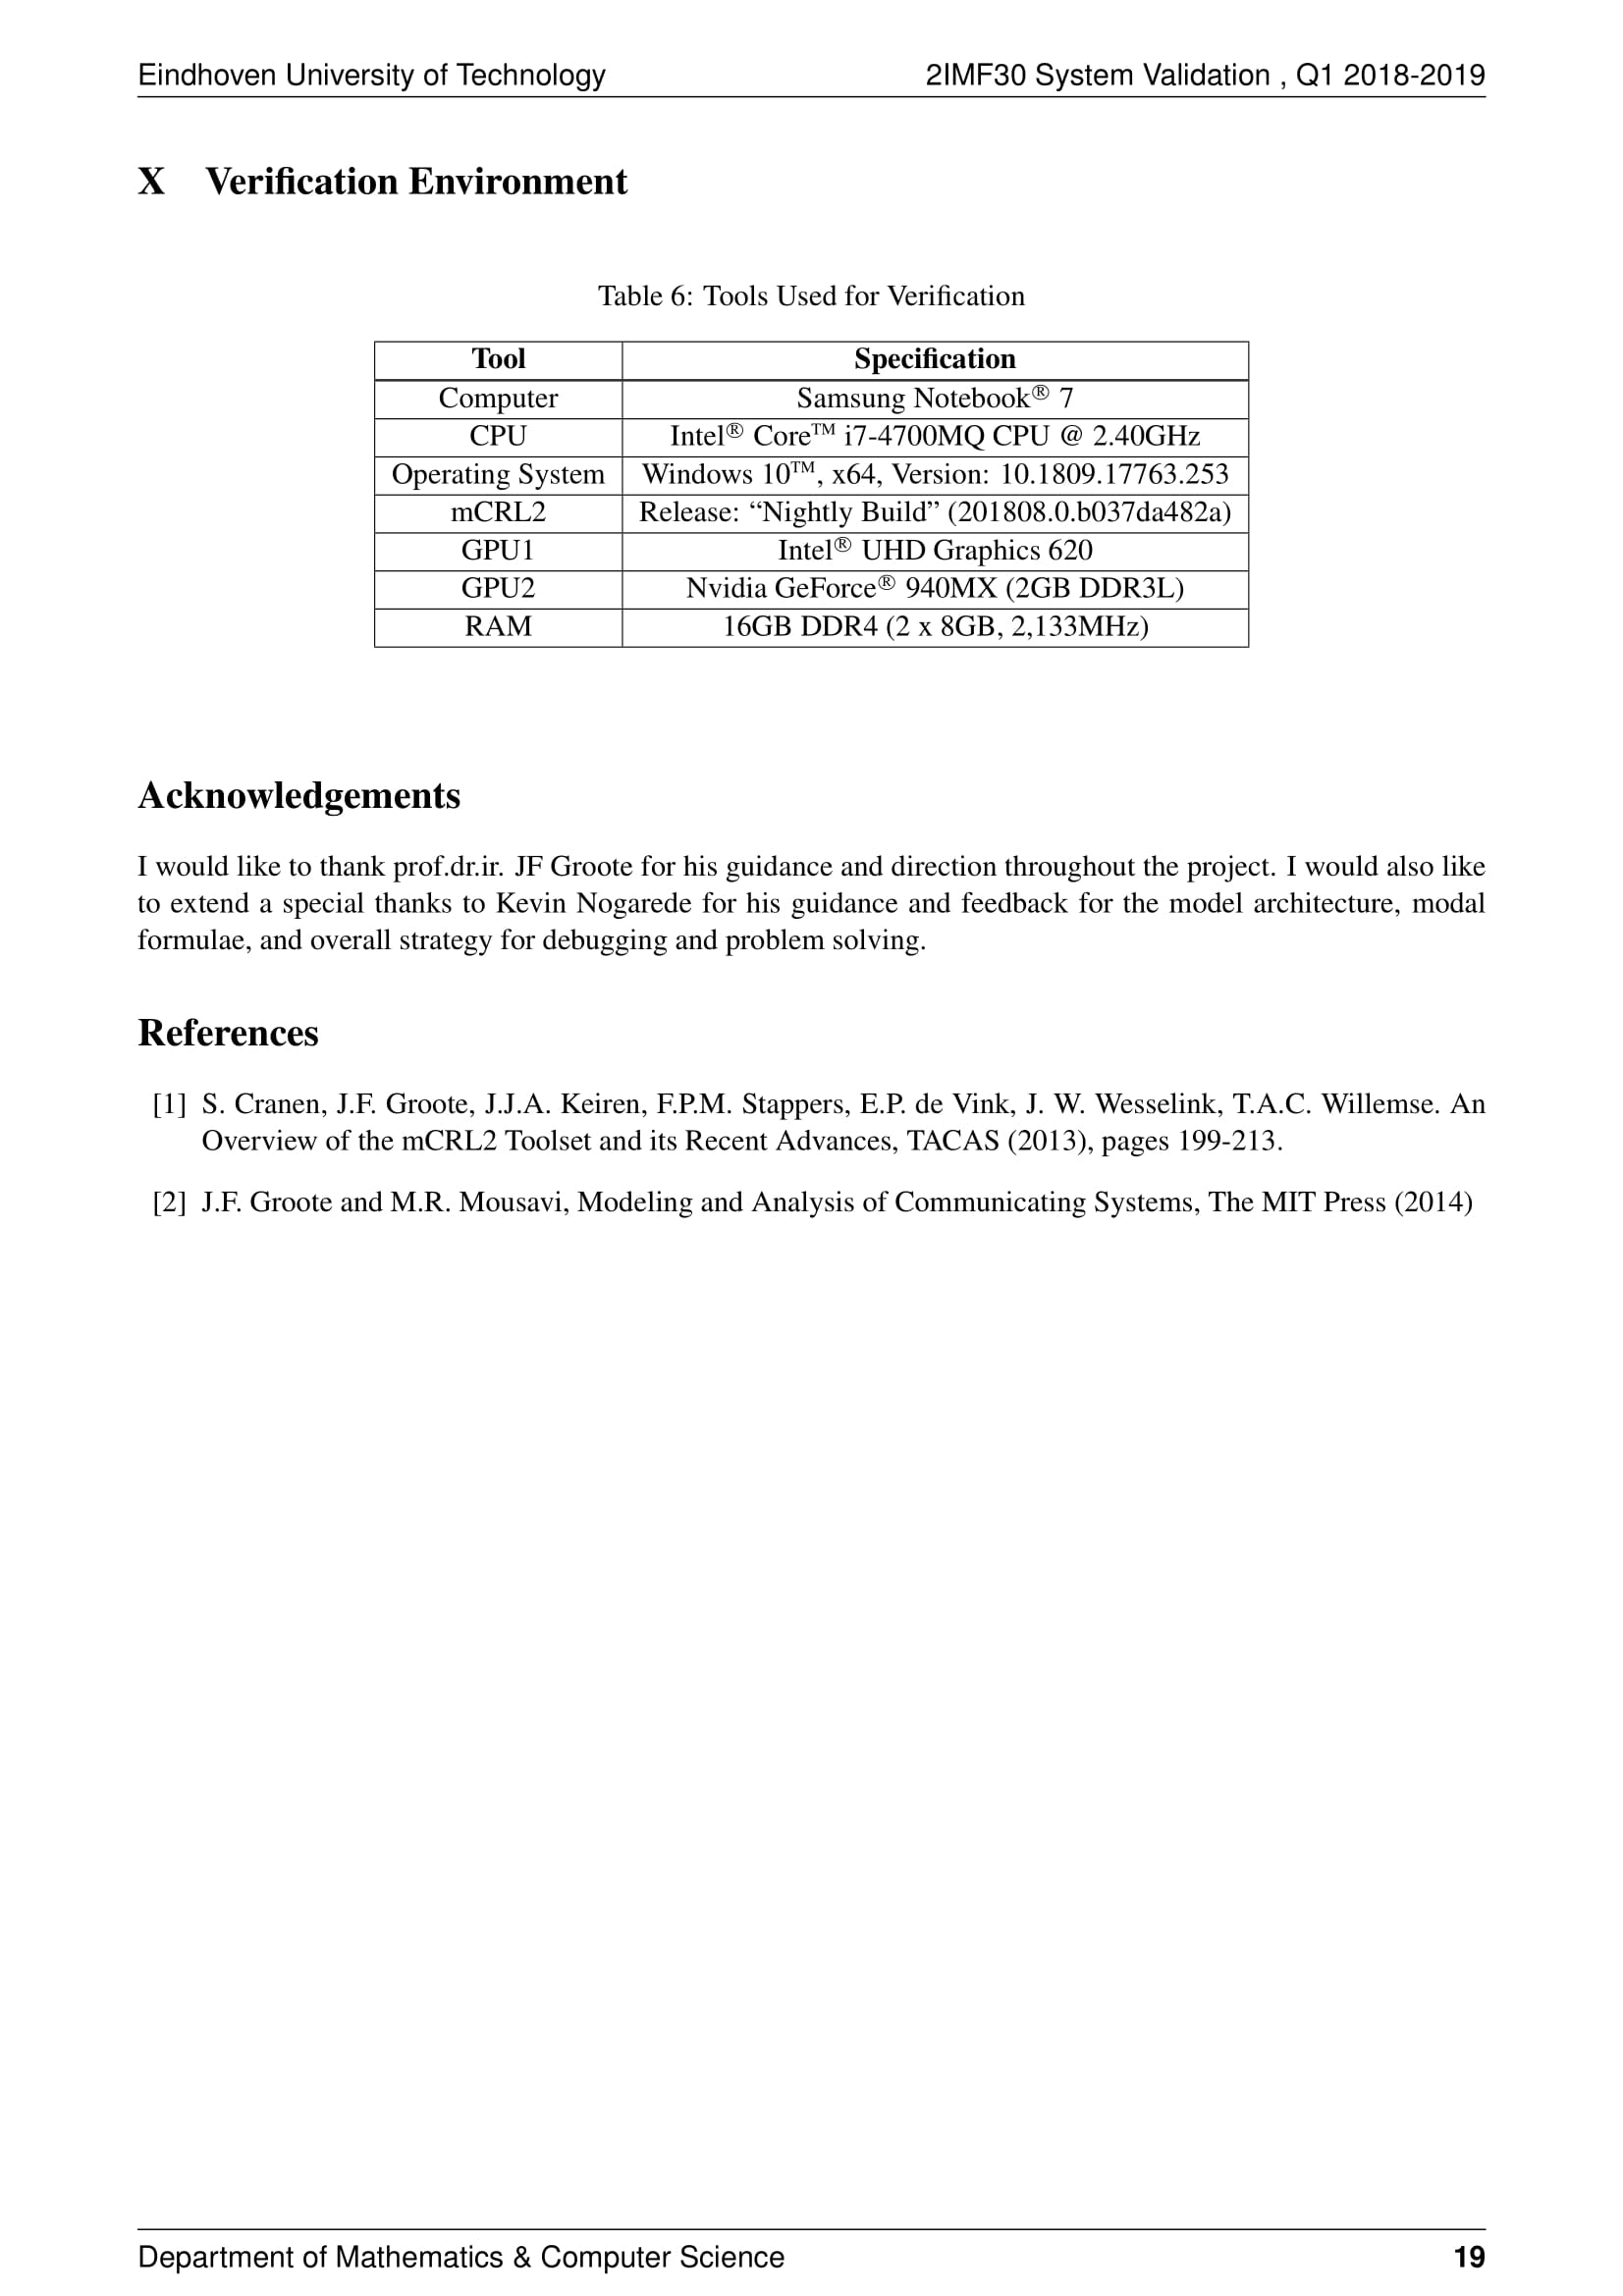 Eindhoven University of Technology 2IMF30 System Validation , Q1 2018-2019
X Verification Environment
Table 6: Tools Used for Verification
Tool Specification
Computer Samsung Notebook® 7
CPU Intel® Core™ i7-4700MQ CPU @ 2.40GHz
Operating System Windows 10™, x64, Version: 10.1809.17763.253
mCRL2 Release: “Nightly Build” (201808.0.b037da482a)
GPU1 Intel® UHD Graphics 620
GPU2 Nvidia GeForce® 940MX (2GB DDR3L)
RAM 16GB DDR4 (2 x 8GB, 2,133MHz)
Acknowledgements
I would like to thank prof.dr.ir. JF Groote for his guidance and direction throughout the project. I would also like
to extend a special thanks to Kevin Nogarede for his guidance and feedback for the model architecture, modal
formulae, and overall strategy for debugging and problem solving.
References
[1] S. Cranen, J.F. Groote, J.J.A. Keiren, F.P.M. Stappers, E.P. de Vink, J. W. Wesselink, T.A.C. Willemse. An
Overview of the mCRL2 Toolset and its Recent Advances, TACAS (2013), pages 199-213.
[2] J.F. Groote and M.R. Mousavi, Modeling and Analysis of Communicating Systems, The MIT Press (2014)
Department of Mathematics & Computer Science 19